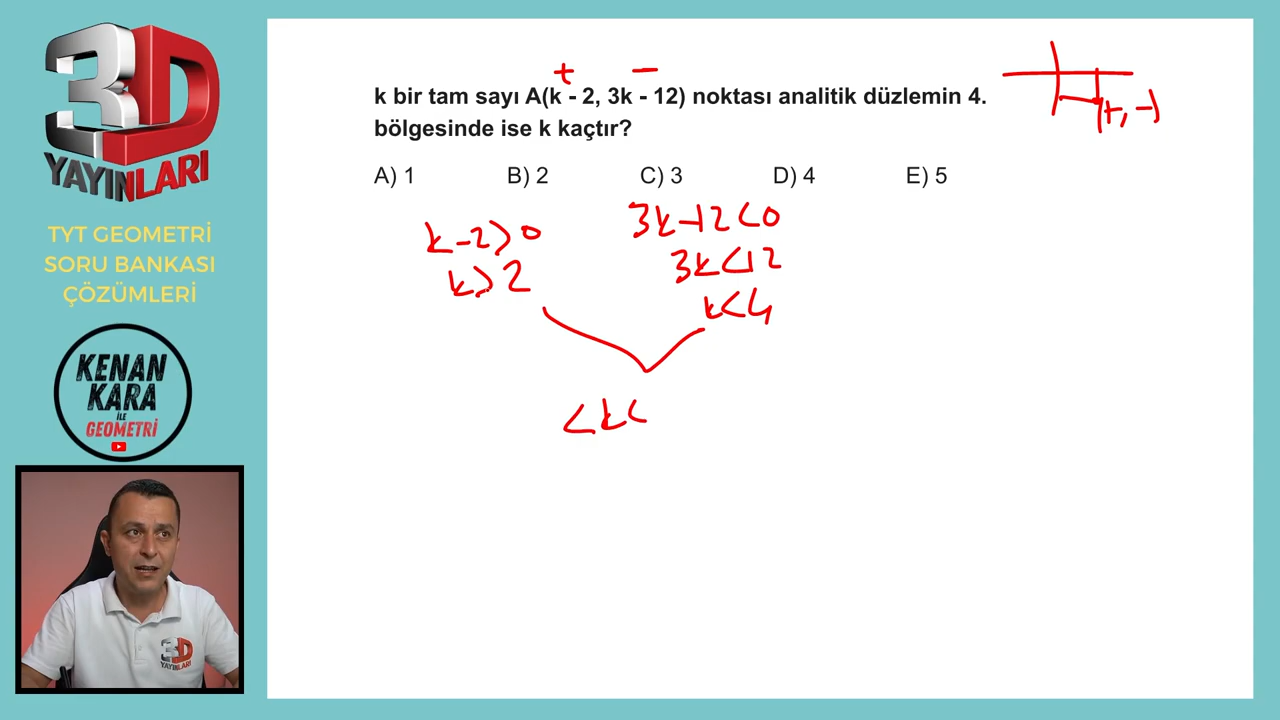 3D
YAYINLARI
TYT GEOMETRİ
SORU BANKASI
ÇÖZÜMLERİ
KENAN
KARA
İLE
GEOMETRİ
3D
YAYINLARI
+ −
k bir tam sayı A(k - 2, 3k - 12) noktası analitik düzlemin 4.
bölgesinde ise k kaçtır?
(+, −)
A) 1 B) 2 C) 3 D) 4 E) 5
k-2>0
k>2
3k-12<0
3k<12
k<4
<k<